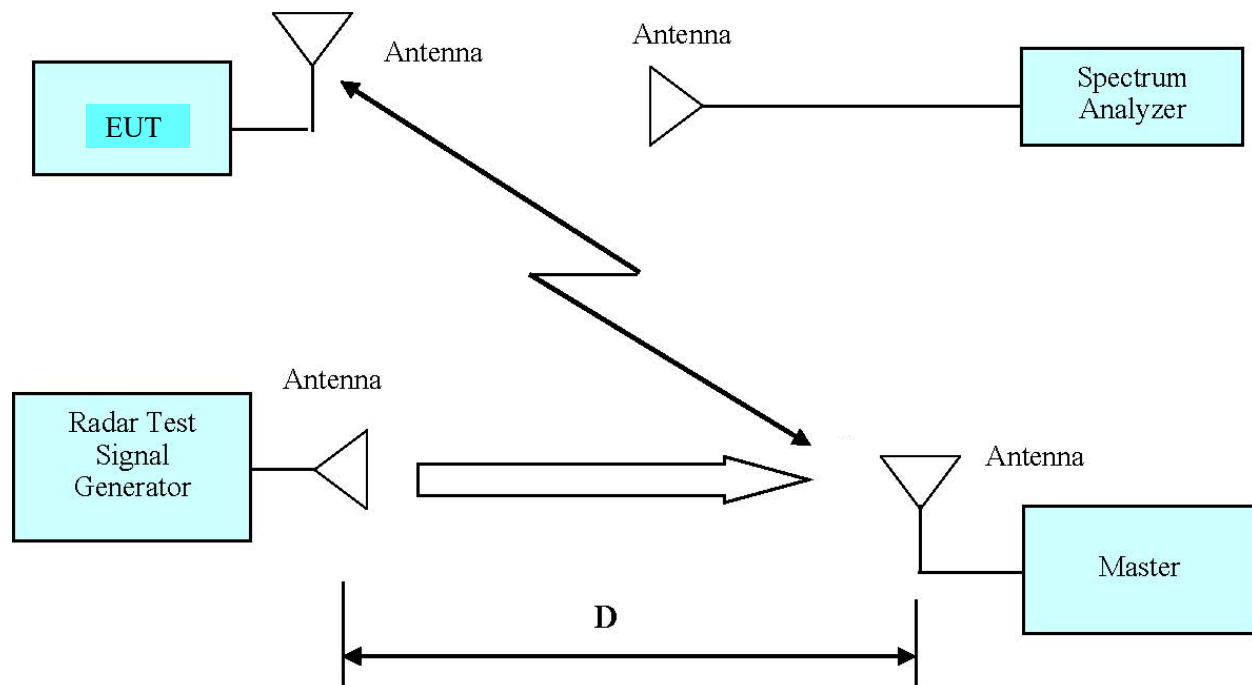 Antenna
Antenna
EUT
Spectrum
Analyzer
Antenna
Radar Test
Signal
Generator
Antenna
Master
D